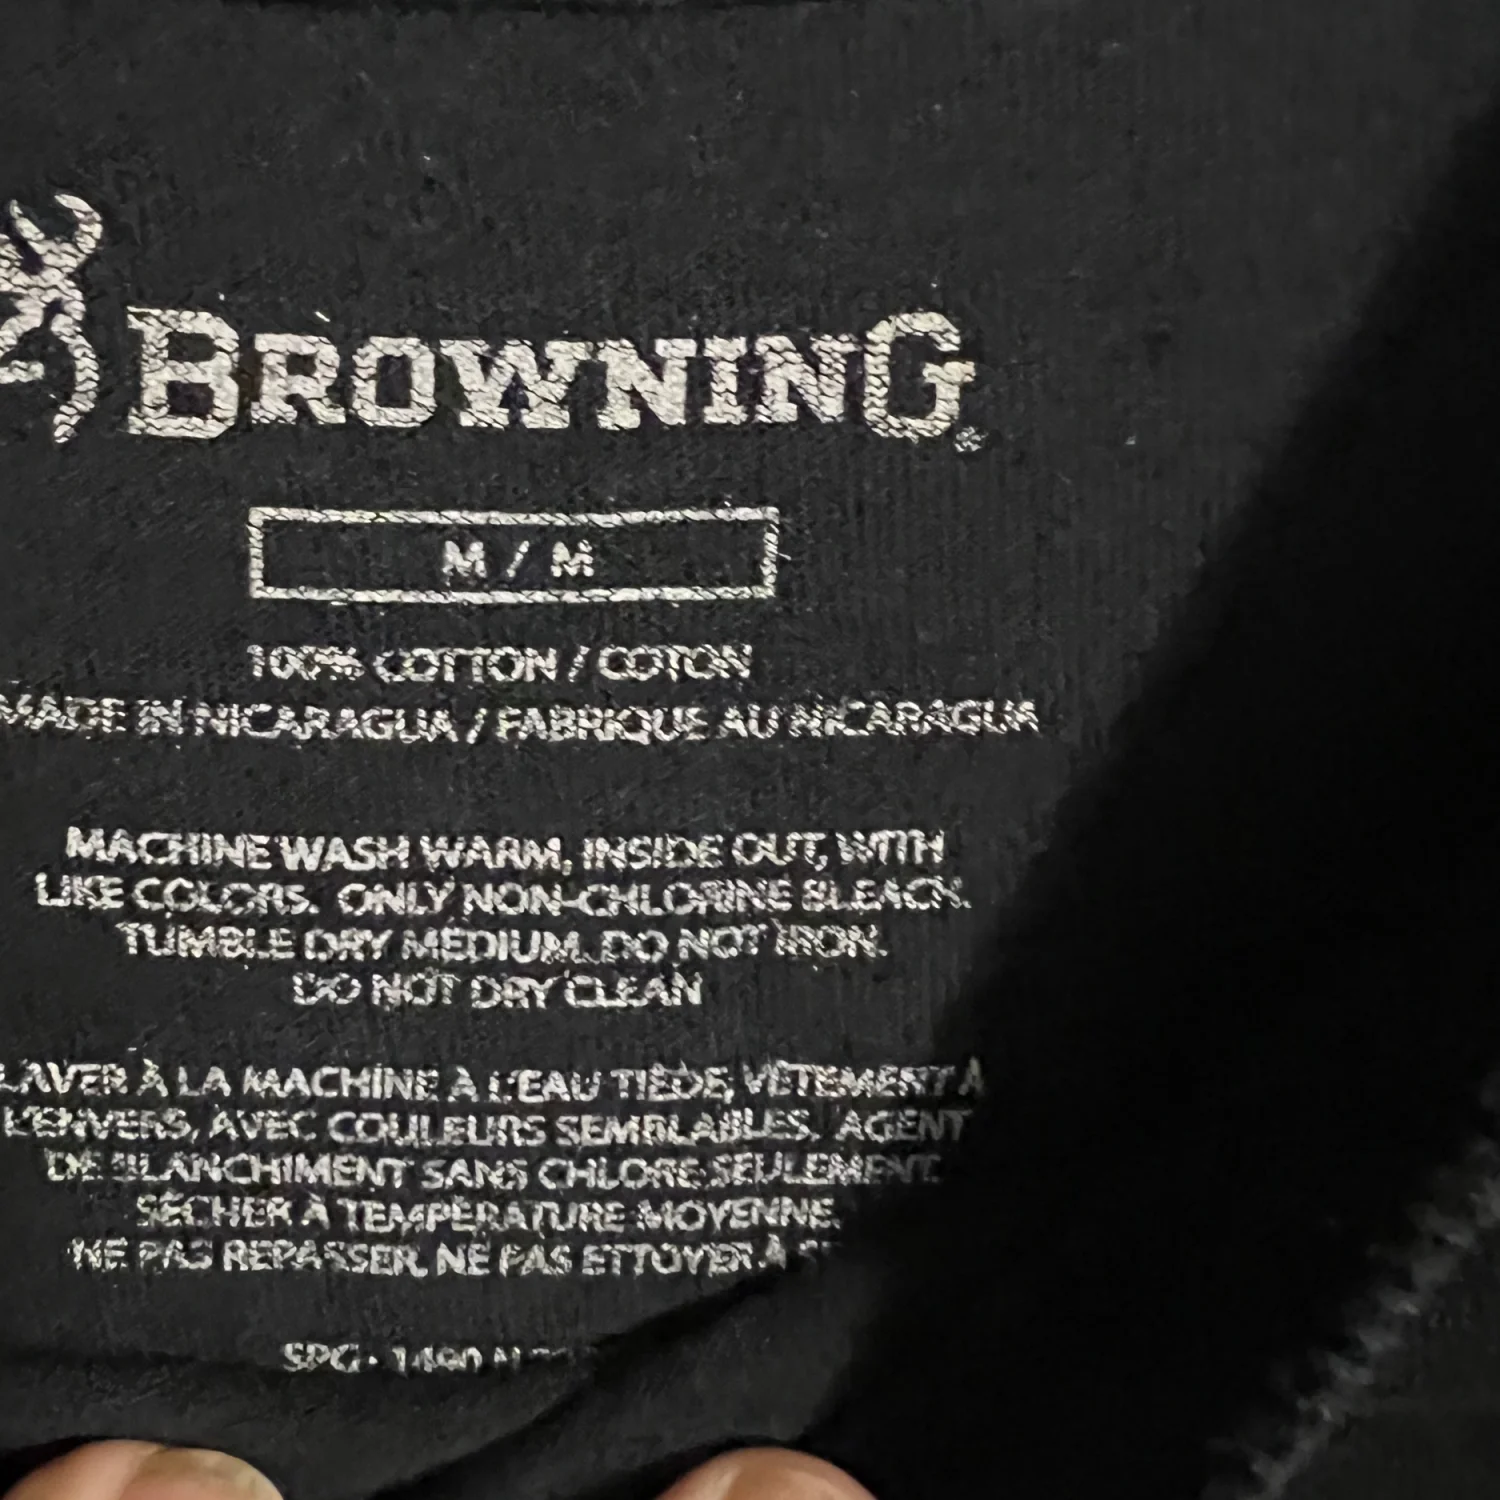 BROWNING®
M / M
100% COTTON / COTON
MADE IN NICARAGUA / FABRIQUE AU NICARAGUA
MACHINE WASH WARM, INSIDE OUT, WITH
LIKE COLORS. ONLY NON-CHLORINE BLEACH.
TUMBLE DRY MEDIUM. DO NOT IRON.
DO NOT DRY CLEAN
LAVER À LA MACHINE À L'EAU TIÈDE, VÊTEMENT À
L'ENVERS, AVEC COULEURS SEMBLABLES. AGENT
DE BLANCHIMENT SANS CHLORE SEULEMENT.
SÉCHER À TEMPÉRATURE MOYENNE.
NE PAS REPASSER. NE PAS ETTOYER À
SPG - 1490